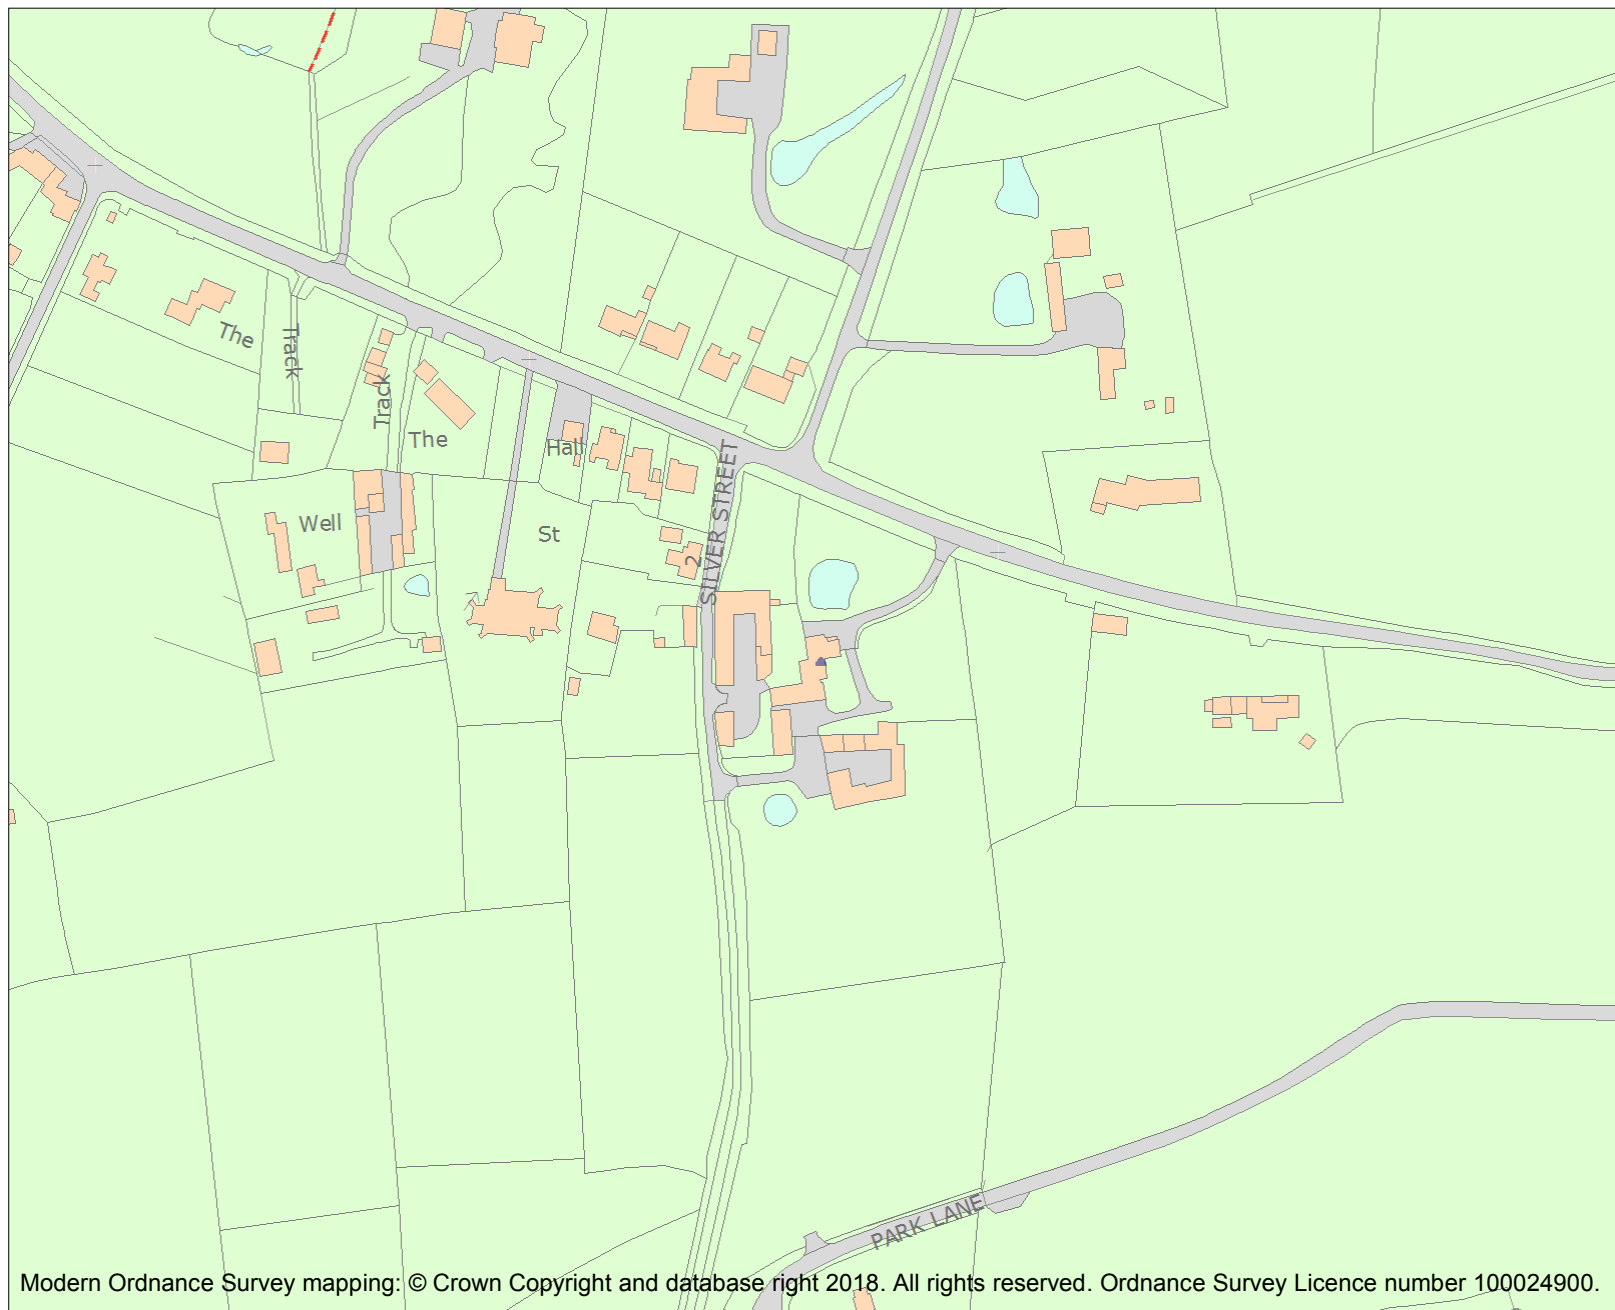 The
Track
Track
The
Hall
Well
St
2
SILVER STREET
PARK LANE
Modern Ordnance Survey mapping: © Crown Copyright and database right 2018. All rights reserved. Ordnance Survey Licence number 100024900.